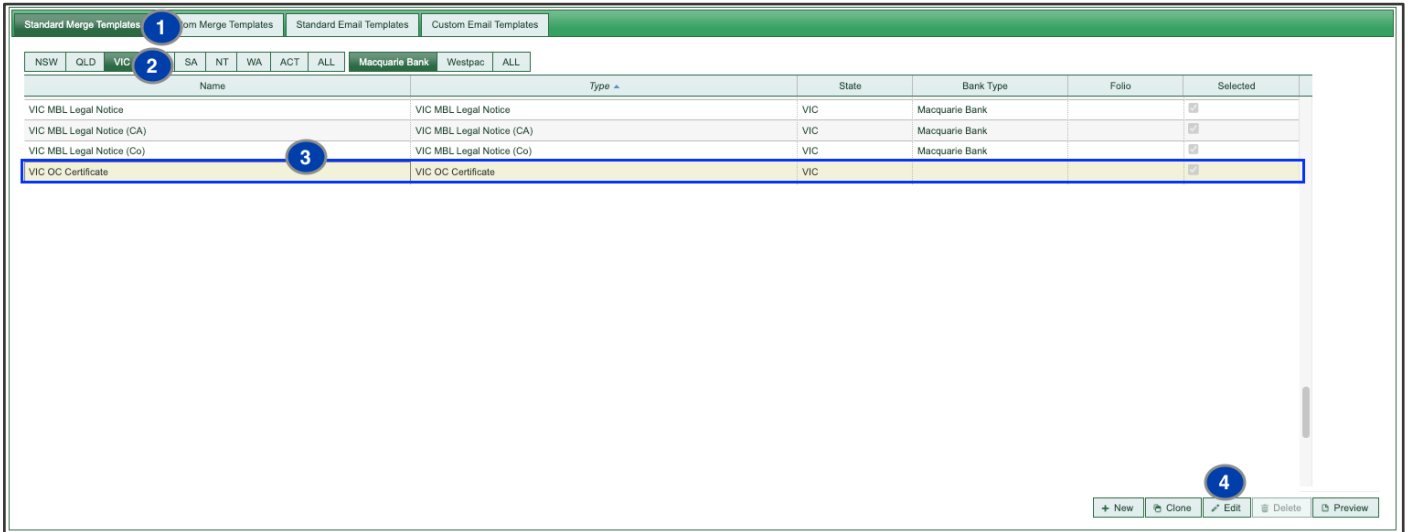 Standard Merge Templates 1 om Merge Templates Standard Email Templates Custom Email Templates
NSW QLD VIC 2 SA NT WA ACT ALL Macquarie Bank Westpac ALL
Name Type State Bank Type Folio Selected
VIC MBL Legal Notice VIC MBL Legal Notice VIC Macquarie Bank
VIC MBL Legal Notice (CA) VIC MBL Legal Notice (CA) VIC Macquarie Bank
VIC MBL Legal Notice (Co) VIC MBL Legal Notice (Co) VIC Macquarie Bank
3
VIC OC Certificate VIC OC Certificate VIC
4
+ New Clone Edit Delete Preview